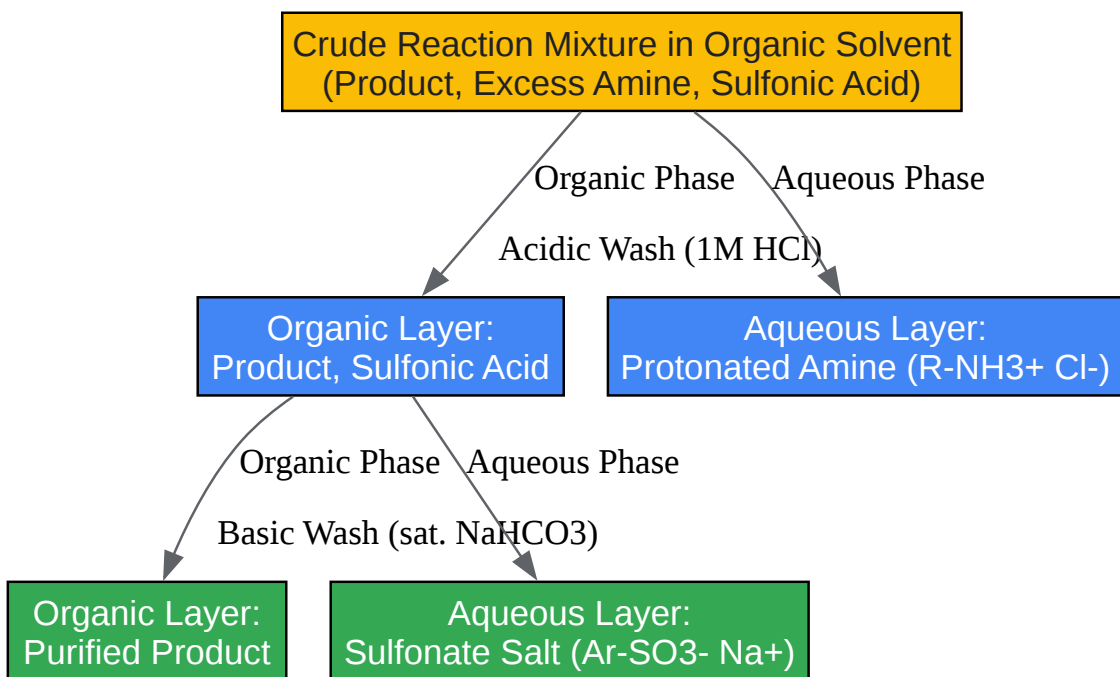 Crude Reaction Mixture in Organic Solvent
(Product, Excess Amine, Sulfonic Acid)
Organic Phase
Aqueous Phase
Acidic Wash (1M HCl)
Organic Layer:
Product, Sulfonic Acid
Aqueous Layer:
Protonated Amine (R-NH3+ Cl-)
Organic Phase
Aqueous Phase
Basic Wash (sat. NaHCO3)
Organic Layer:
Purified Product
Aqueous Layer:
Sulfonate Salt (Ar-SO3- Na+)